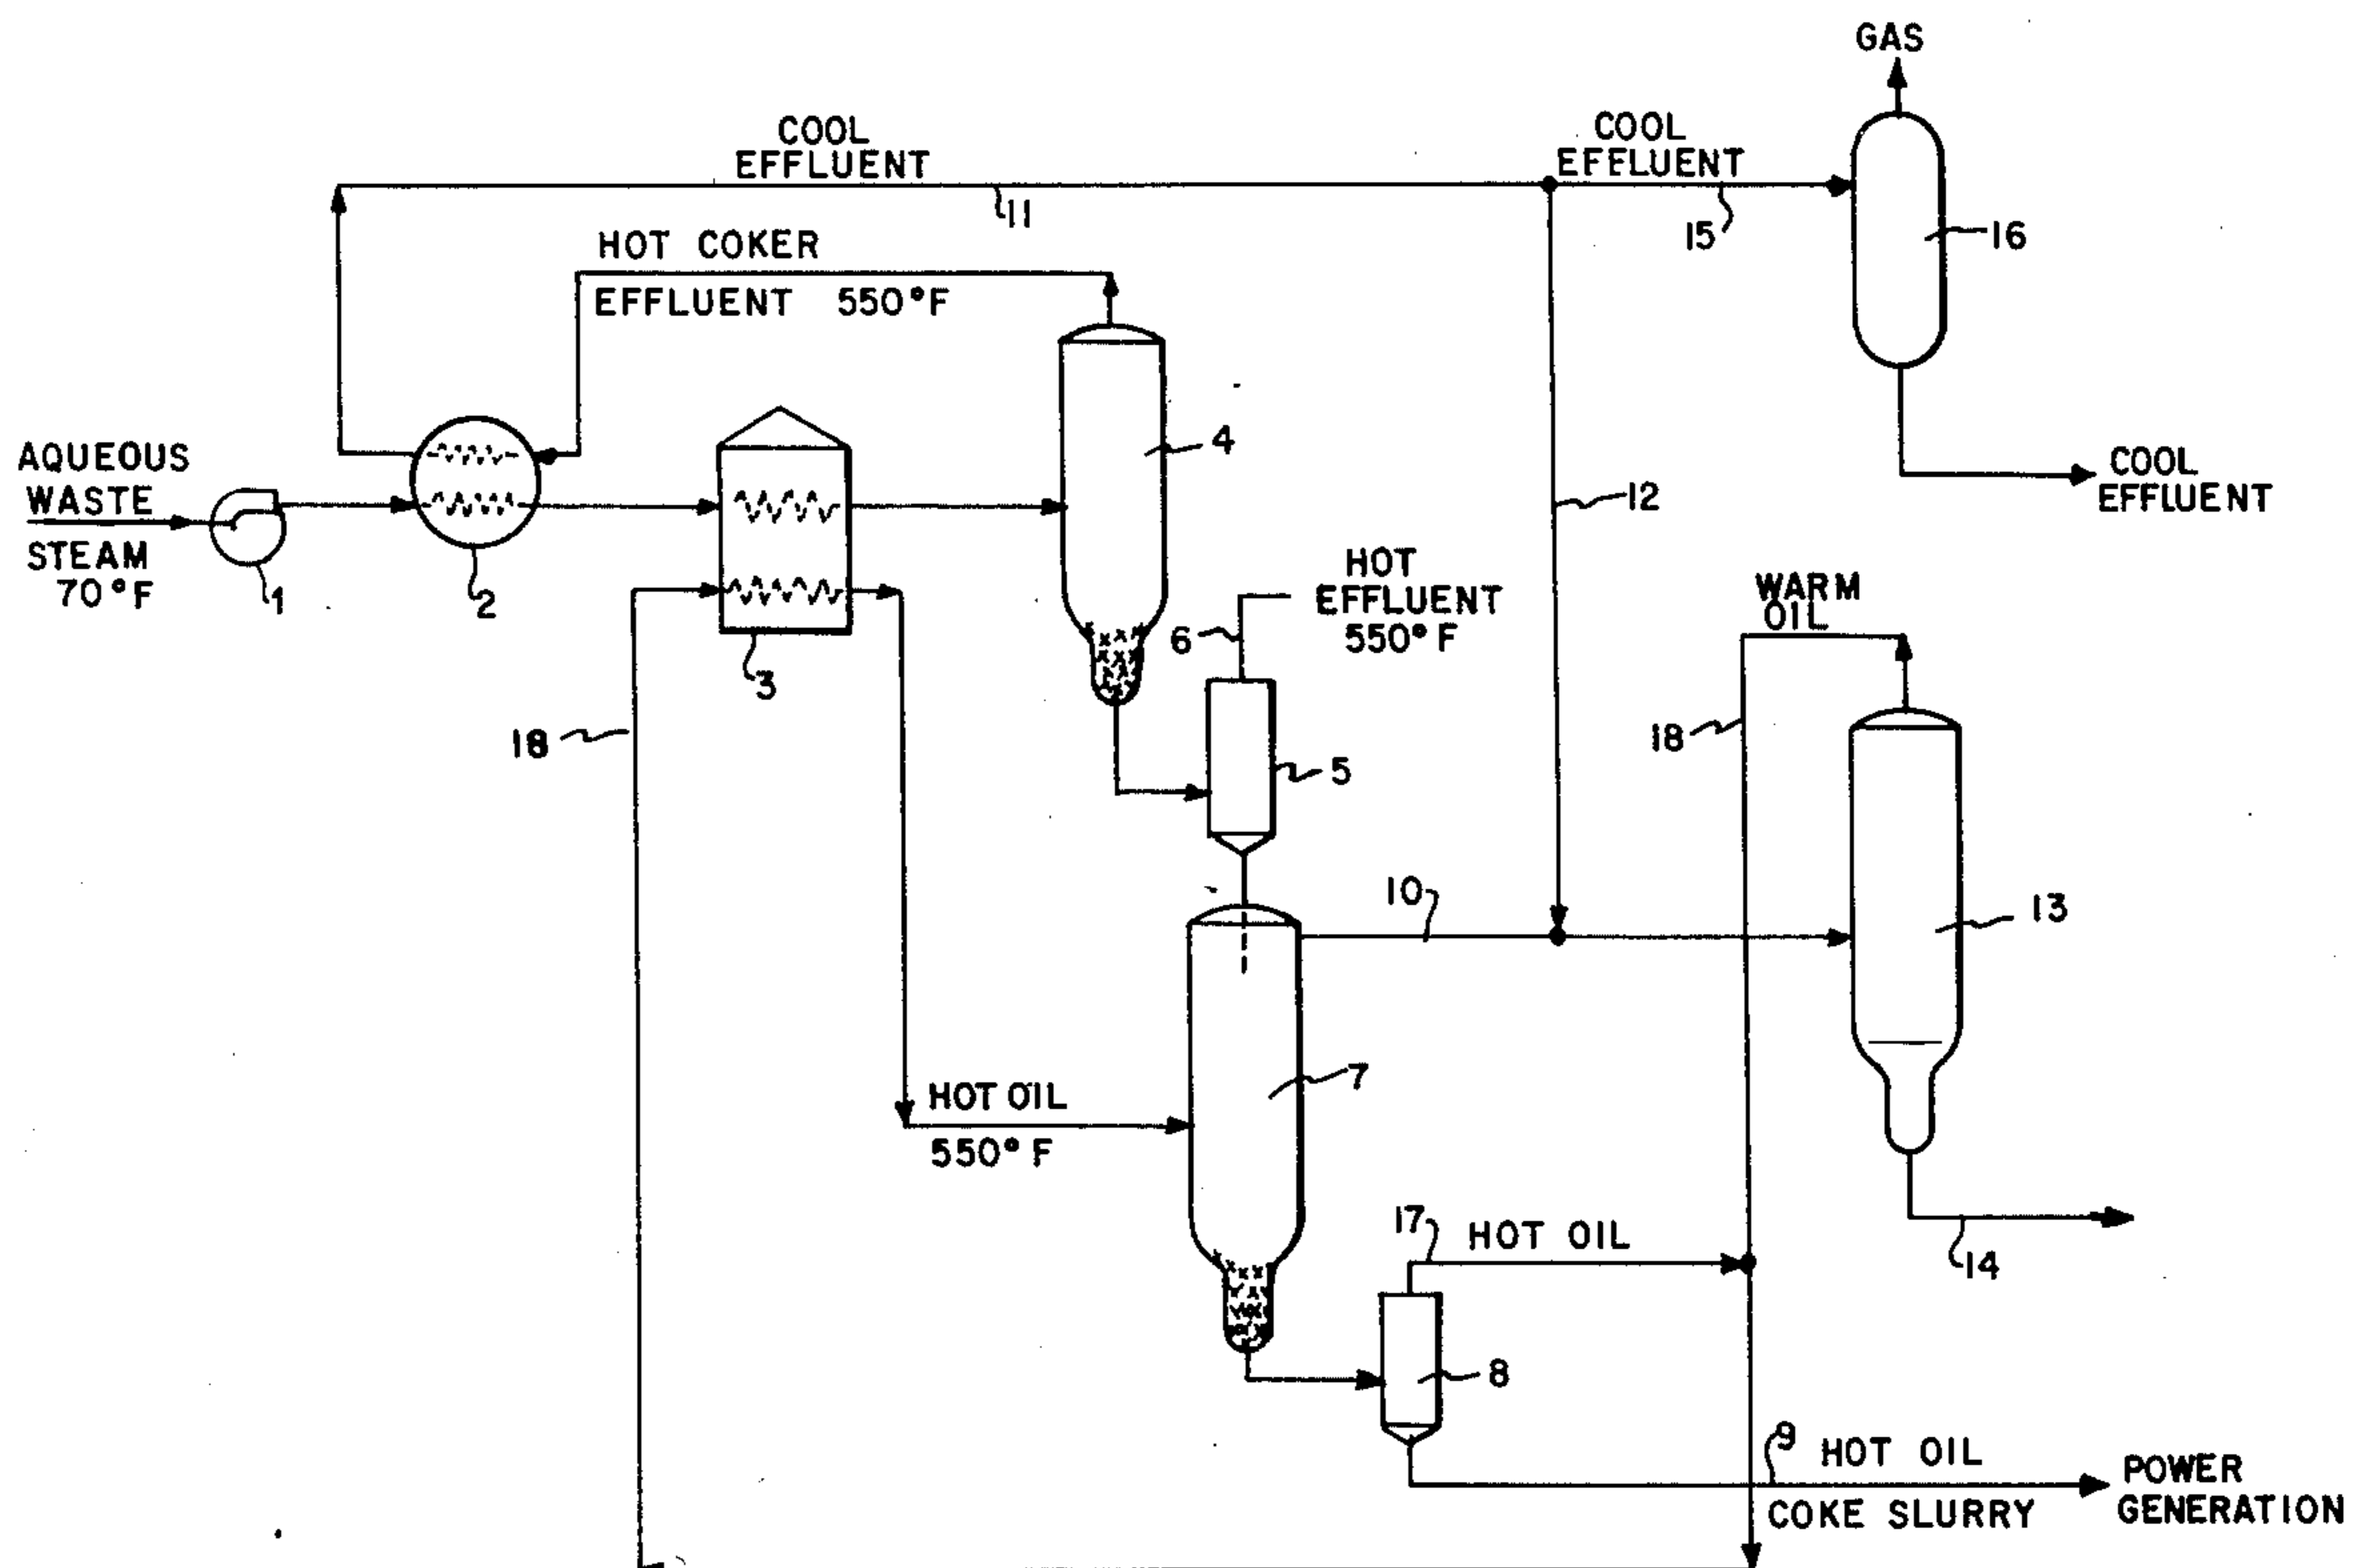 GAS
COOL
EFFLUENT
COOL
EFFLUENT
11
15
16
HOT COKER
EFFLUENT 550°F
4
AQUEOUS
WASTE
STEAM
70°F
1
2
3
12
COOL
EFFLUENT
HOT
EFFLUENT
550°F
6
WARM
OIL
18
18
5
10
13
7
HOT OIL
550°F
17
HOT OIL
14
8
9
HOT OIL
COKE SLURRY
POWER
GENERATION